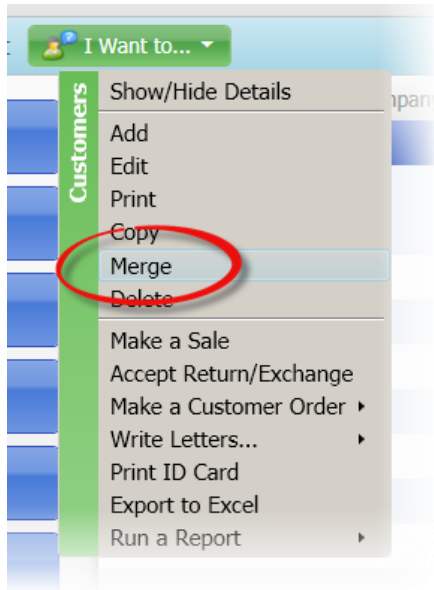 I Want to...
Customers
Show/Hide Details
Add
Edit
Print
Copy
Merge
Delete
Make a Sale
Accept Return/Exchange
Make a Customer Order
Write Letters...
Print ID Card
Export to Excel
Run a Report